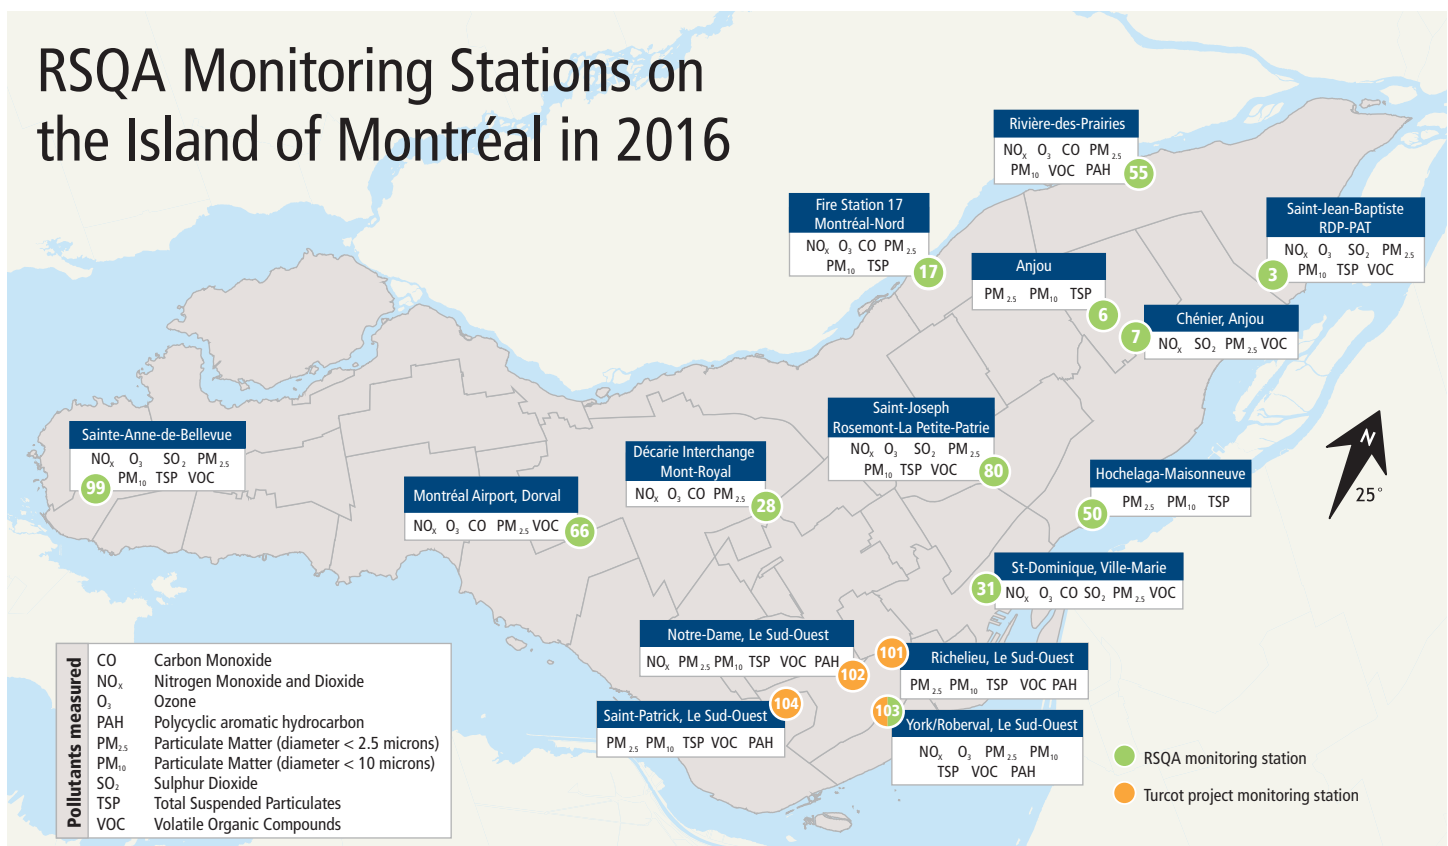 RSQA Monitoring Stations on
the Island of Montréal in 2016
Rivière-des-Prairies
NOₓ O₃ CO PM₂.₅
PM₁₀ VOC PAH
55
Fire Station 17
Montréal-Nord
NOₓ O₃ CO PM₂.₅
PM₁₀ TSP
17
Saint-Jean-Baptiste
RDP-PAT
NOₓ O₃ SO₂ PM₂.₅
PM₁₀ TSP VOC
3
Anjou
PM₂.₅ PM₁₀ TSP
6
Chénier, Anjou
NOₓ SO₂ PM₂.₅ VOC
7
Saint-Joseph
Rosemont-La Petite-Patrie
NOₓ O₃ SO₂ PM₂.₅
PM₁₀ TSP VOC
80
Sainte-Anne-de-Bellevue
NOₓ O₃ SO₂ PM₂.₅
PM₁₀ TSP VOC
99
Décarie Interchange
Mont-Royal
NOₓ O₃ CO PM₂.₅
28
Montréal Airport, Dorval
NOₓ O₃ CO PM₂.₅ VOC
66
Hochelaga-Maisonneuve
PM₂.₅ PM₁₀ TSP
50
N
25°
St-Dominique, Ville-Marie
NOₓ O₃ CO SO₂ PM₂.₅ VOC
31
Notre-Dame, Le Sud-Ouest
NOₓ PM₂.₅ PM₁₀ TSP VOC PAH
102
101
Richelieu, Le Sud-Ouest
PM₂.₅ PM₁₀ TSP VOC PAH
Saint-Patrick, Le Sud-Ouest
PM₂.₅ PM₁₀ TSP VOC PAH
104
103
York/Roberval, Le Sud-Ouest
NOₓ O₃ PM₂.₅ PM₁₀
TSP VOC PAH
Pollutants measured
CO Carbon Monoxide
NOₓ Nitrogen Monoxide and Dioxide
O₃ Ozone
PAH Polycyclic aromatic hydrocarbon
PM₂.₅ Particulate Matter (diameter < 2.5 microns)
PM₁₀ Particulate Matter (diameter < 10 microns)
SO₂ Sulphur Dioxide
TSP Total Suspended Particulates
VOC Volatile Organic Compounds
RSQA monitoring station
Turcot project monitoring station